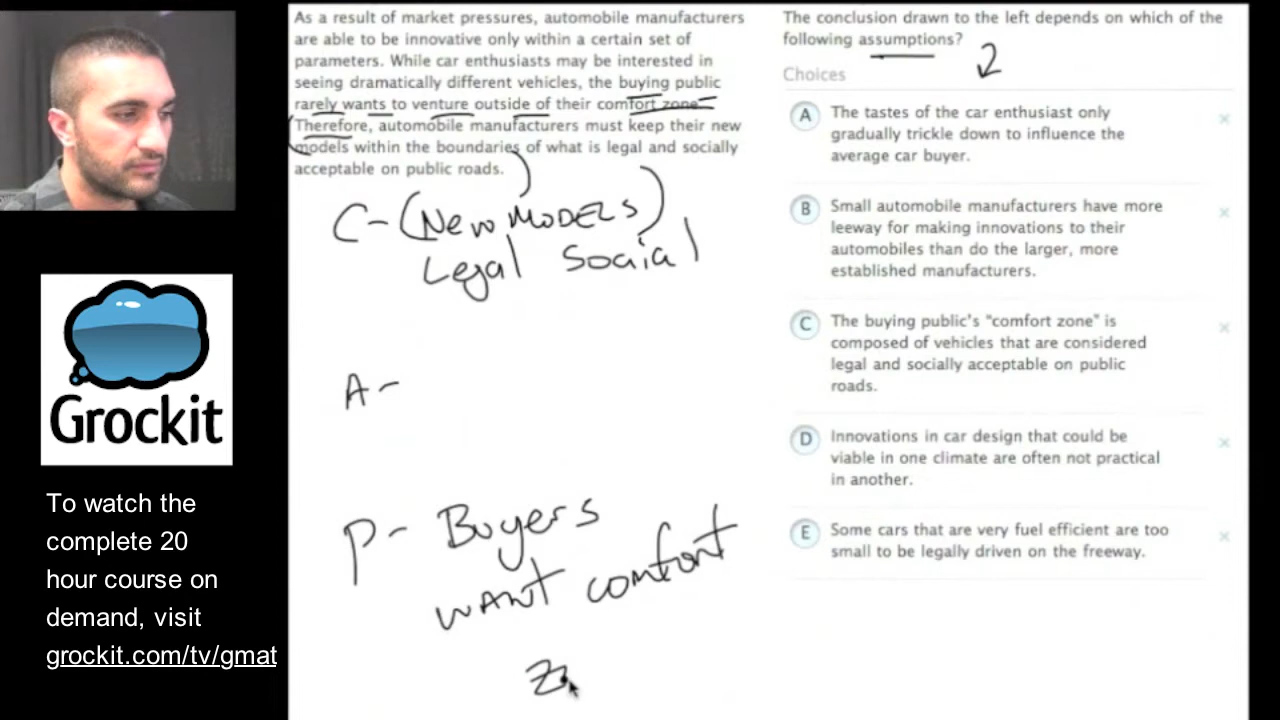 As a result of market pressures, automobile manufacturers
are able to be innovative only within a certain set of
parameters. While car enthusiasts may be interested in
seeing dramatically different vehicles, the buying public
rarely wants to venture outside of their comfort zone.
Therefore, automobile manufacturers must keep their new
models within the boundaries of what is legal and socially
acceptable on public roads.
C- (New MODELS)
Legal Social
A-
P- Buyers
WANT comfort
The conclusion drawn to the left depends on which of the
following assumptions?
Choices
A The tastes of the car enthusiast only
gradually trickle down to influence the
average car buyer.
B Small automobile manufacturers have more
leeway for making innovations to their
automobiles than do the larger, more
established manufacturers.
C The buying public's "comfort zone" is
composed of vehicles that are considered
legal and socially acceptable on public
roads.
D Innovations in car design that could be
viable in one climate are often not practical
in another.
E Some cars that are very fuel efficient are too
small to be legally driven on the freeway.
Grockit
To watch the
complete 20
hour course on
demand, visit
grockit.com/tv/gmat